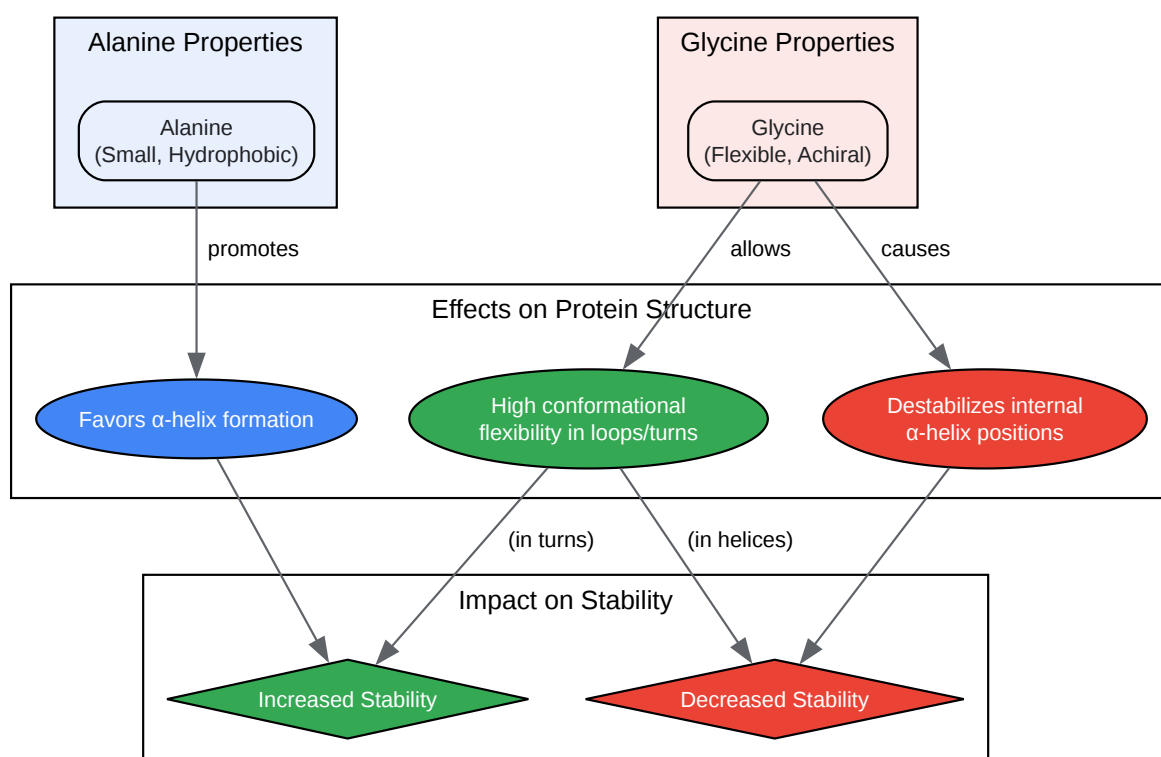 Alanine Properties
Glycine Properties
Alanine
(Small, Hydrophobic)
Glycine
(Flexible, Achiral)
promotes
allows
causes
Effects on Protein Structure
Favors α-helix formation
High conformational
flexibility in loops/turns
Destabilizes internal
α-helix positions
(in turns)
(in helices)
Impact on Stability
Increased Stability
Decreased Stability